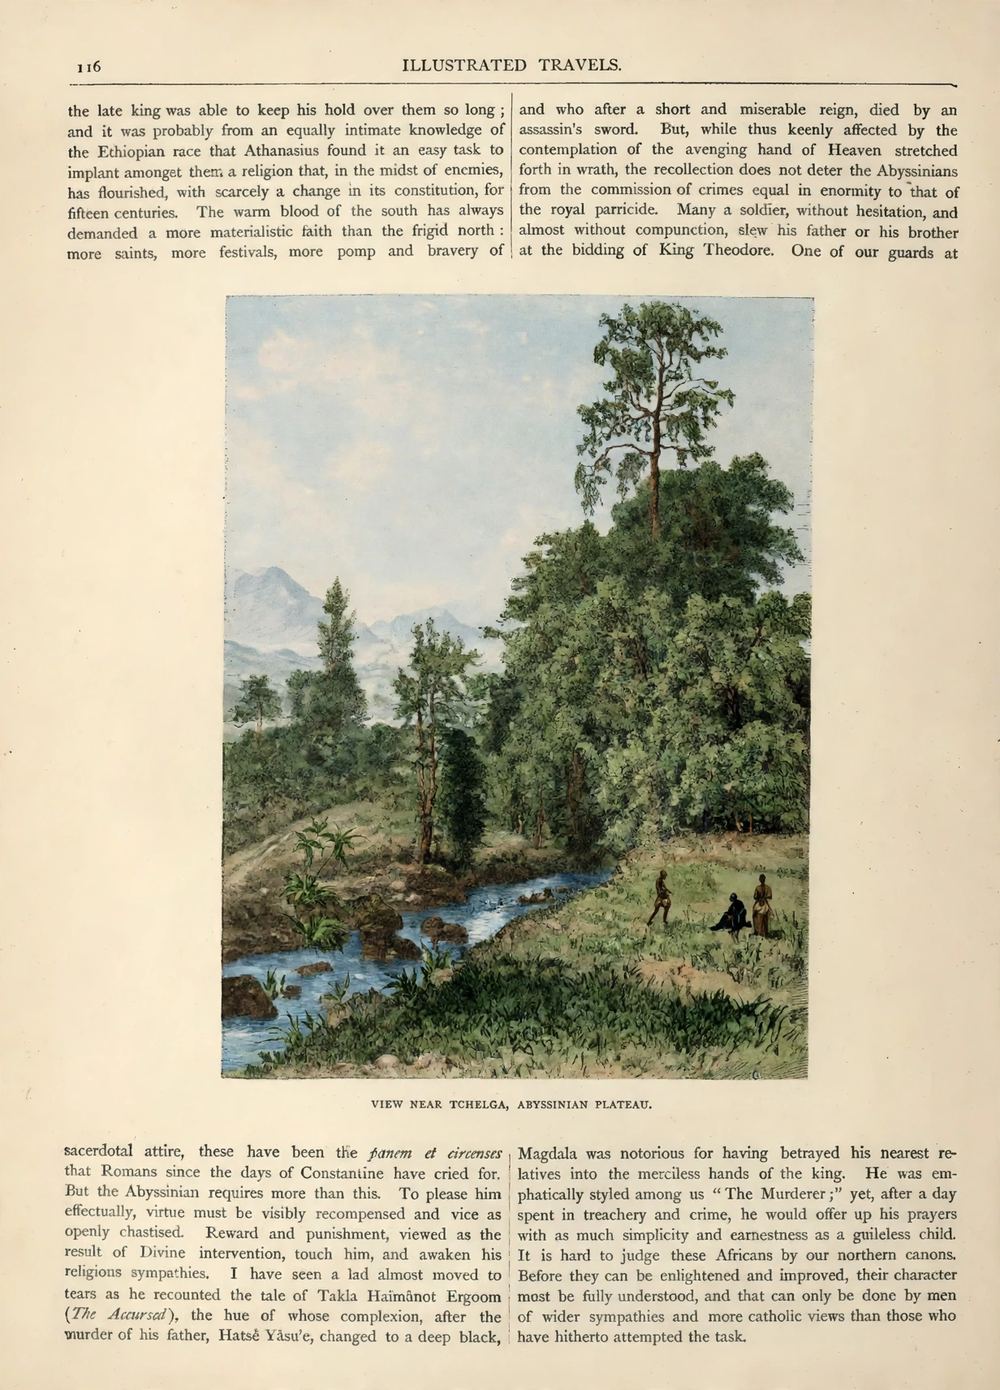 116
ILLUSTRATED TRAVELS.
the late king was able to keep his hold over them so long ;
and it was probably from an equally intimate knowledge of
the Ethiopian race that Athanasius found it an easy task to
implant amongst them a religion that, in the midst of enemies,
has flourished, with scarcely a change in its constitution, for
fifteen centuries. The warm blood of the south has always
demanded a more materialistic faith than the frigid north :
more saints, more festivals, more pomp and bravery of
sacerdotal attire, these have been the panem et circenses
that Romans since the days of Constantine have cried for.
But the Abyssinian requires more than this. To please him
effectually, virtue must be visibly recompensed and vice as
openly chastised. Reward and punishment, viewed as the
result of Divine intervention, touch him, and awaken his
religious sympathies. I have seen a lad almost moved to
tears as he recounted the tale of Takla Haïmânot Ergoom
(The Accursed), the hue of whose complexion, after the
murder of his father, Hatsê Yâsu'e, changed to a deep black,
and who after a short and miserable reign, died by an
assassin's sword. But, while thus keenly affected by the
contemplation of the avenging hand of Heaven stretched
forth in wrath, the recollection does not deter the Abyssinians
from the commission of crimes equal in enormity to that of
the royal parricide. Many a soldier, without hesitation, and
almost without compunction, slew his father or his brother
at the bidding of King Theodore. One of our guards at
Magdala was notorious for having betrayed his nearest re-
latives into the merciless hands of the king. He was em-
phatically styled among us "The Murderer;" yet, after a day
spent in treachery and crime, he would offer up his prayers
with as much simplicity and earnestness as a guileless child.
It is hard to judge these Africans by our northern canons.
Before they can be enlightened and improved, their character
most be fully understood, and that can only be done by men
of wider sympathies and more catholic views than those who
have hitherto attempted the task.
VIEW NEAR TCHELGA, ABYSSINIAN PLATEAU.